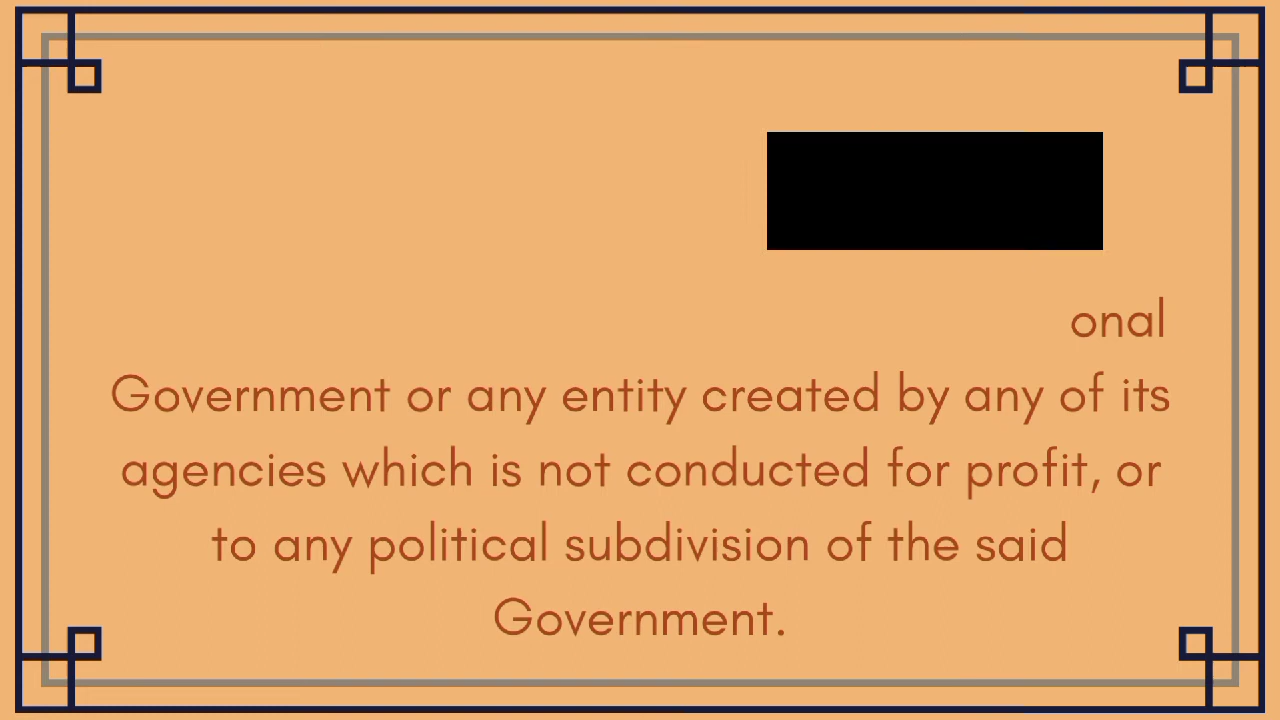 onal
Government or any entity created by any of its
agencies which is not conducted for profit, or
to any political subdivision of the said
Government.